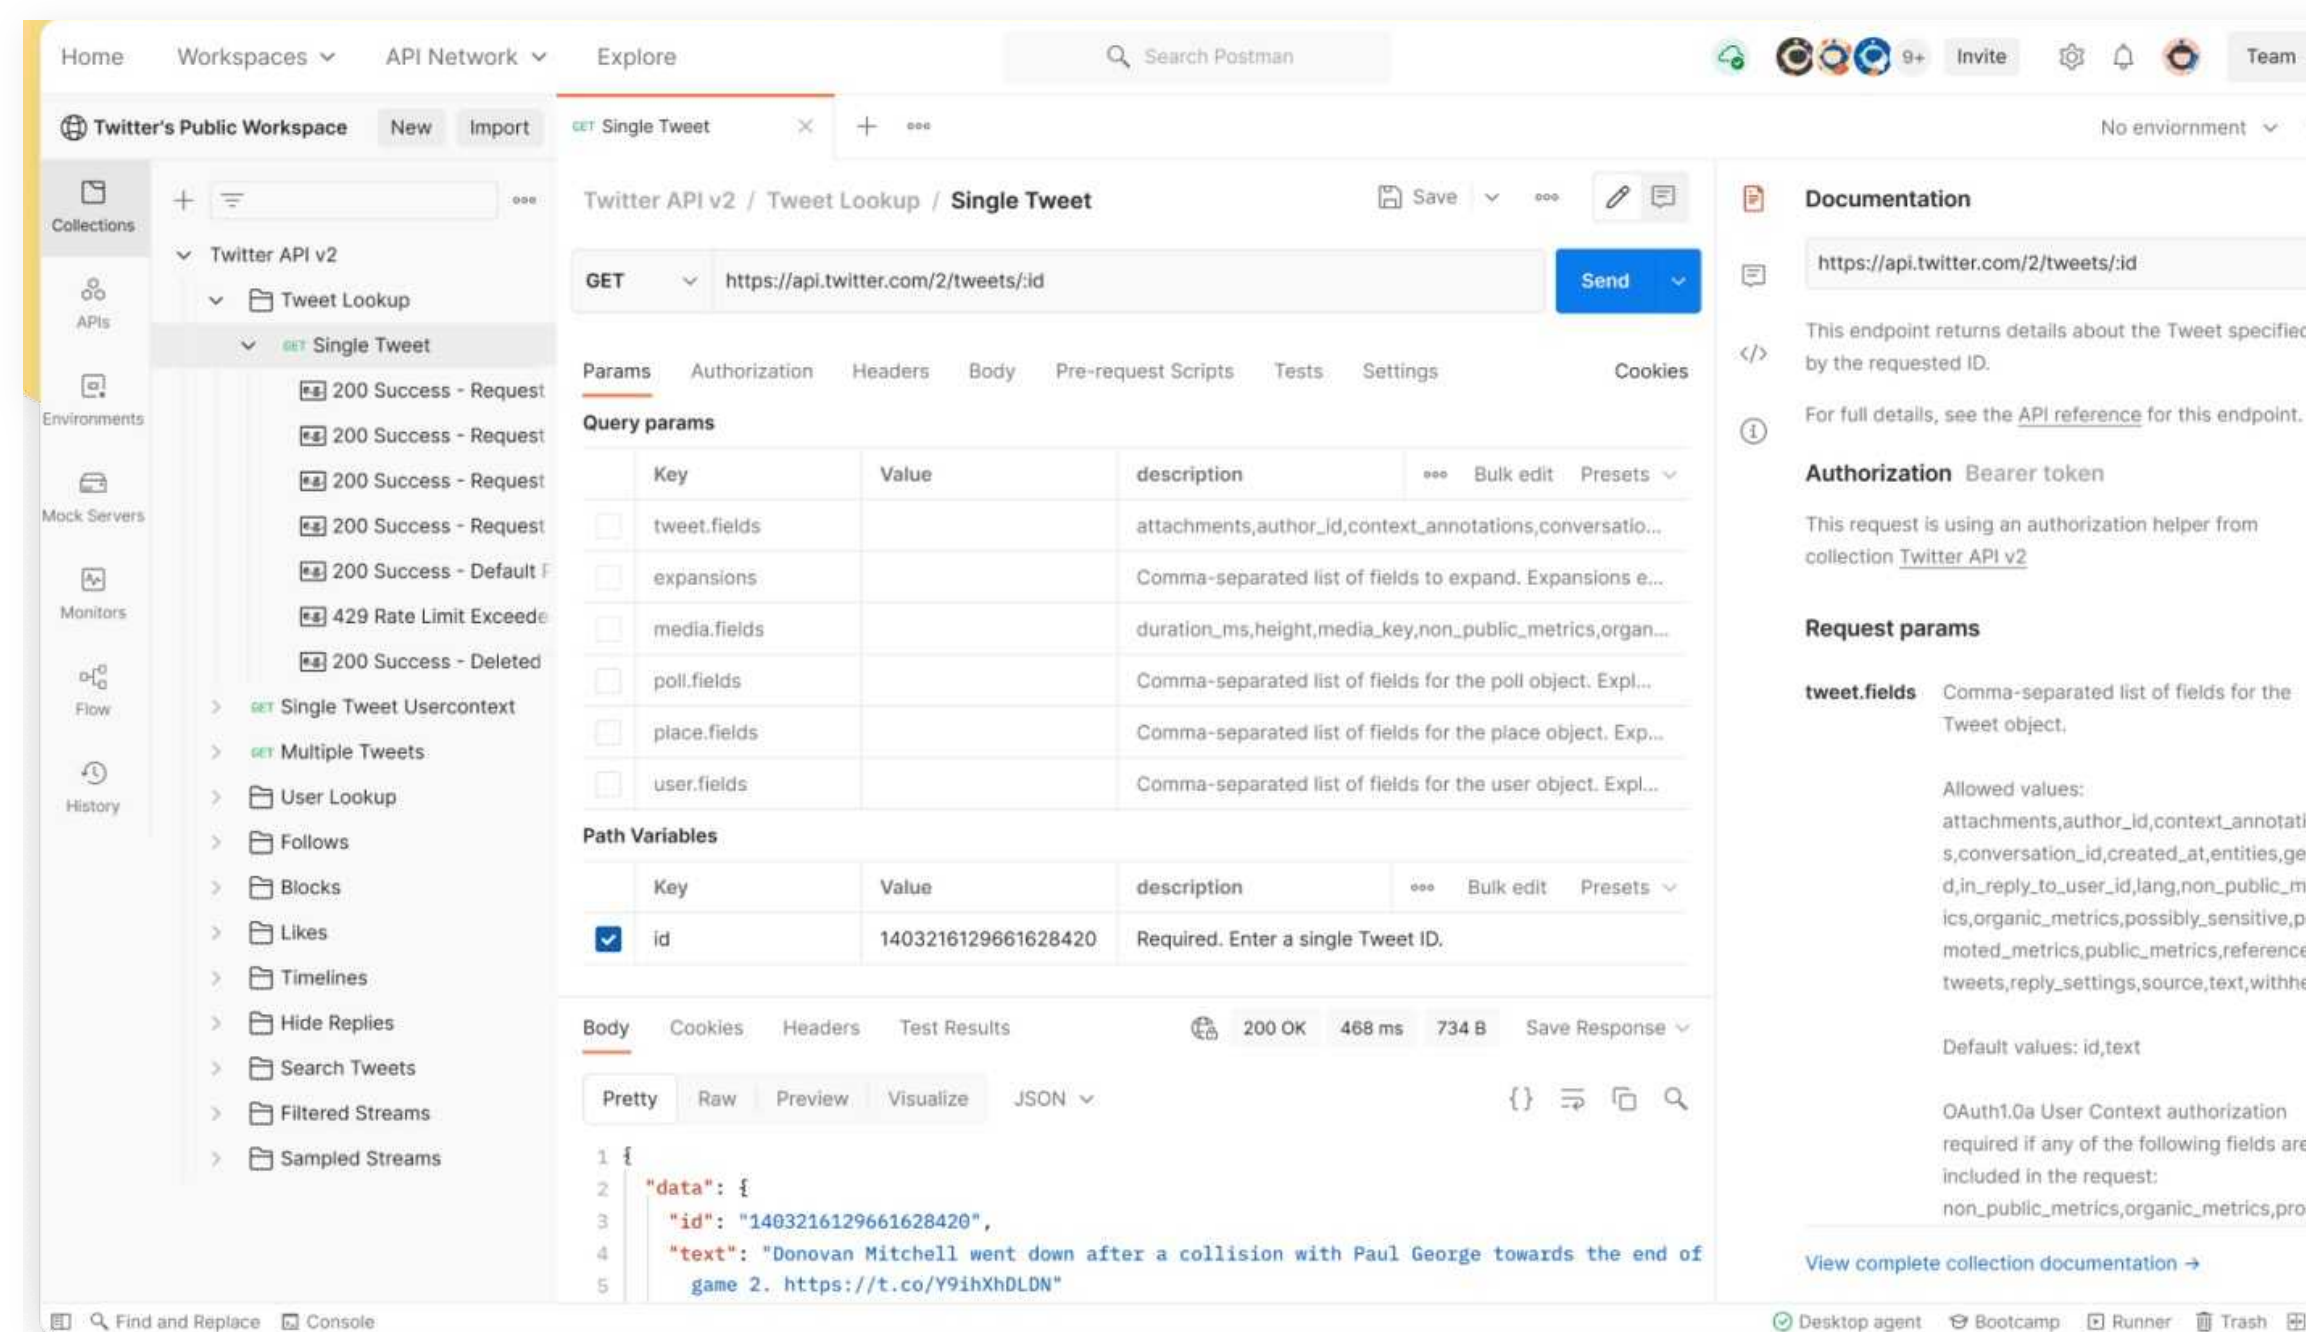 Home Workspaces API Network Explore Search Postman 9+ Invite Team
Twitter's Public Workspace New Import GET Single Tweet No enviornment
Collections
APIs
Environments
Mock Servers
Monitors
Flow
History
Twitter API v2
Tweet Lookup
GET Single Tweet
e.g. 200 Success - Request
e.g. 200 Success - Request
e.g. 200 Success - Request
e.g. 200 Success - Request
e.g. 200 Success - Default
e.g. 429 Rate Limit Exceede
e.g. 200 Success - Deleted
GET Single Tweet Usercontext
GET Multiple Tweets
User Lookup
Follows
Blocks
Likes
Timelines
Hide Replies
Search Tweets
Filtered Streams
Sampled Streams
Twitter API v2 / Tweet Lookup / Single Tweet Save
GET https://api.twitter.com/2/tweets/:id Send
Params Authorization Headers Body Pre-request Scripts Tests Settings Cookies
Query params
Key Value description Bulk edit Presets
tweet.fields attachments,author_id,context_annotations,conversatio...
expansions Comma-separated list of fields to expand. Expansions e...
media.fields duration_ms,height,media_key,non_public_metrics,organ...
poll.fields Comma-separated list of fields for the poll object. Expl...
place.fields Comma-separated list of fields for the place object. Exp...
user.fields Comma-separated list of fields for the user object. Expl...
Path Variables
Key Value description Bulk edit Presets
id 1403216129661628420 Required. Enter a single Tweet ID.
Body Cookies Headers Test Results 200 OK 468 ms 734 B Save Response
Pretty Raw Preview Visualize JSON
1 {
2 "data": {
3 "id": "1403216129661628420",
4 "text": "Donovan Mitchell went down after a collision with Paul George towards the end of
5 game 2. https://t.co/Y9ihXhDLDN"
Documentation
https://api.twitter.com/2/tweets/:id
This endpoint returns details about the Tweet specified
by the requested ID.
For full details, see the API reference for this endpoint.
Authorization Bearer token
This request is using an authorization helper from
collection Twitter API v2
Request params
tweet.fields Comma-separated list of fields for the
Tweet object.
Allowed values:
attachments,author_id,context_annotati
s,conversation_id,created_at,entities,ge
d,in_reply_to_user_id,lang,non_public_m
ics,organic_metrics,possibly_sensitive,p
moted_metrics,public_metrics,reference
tweets,reply_settings,source,text,withhe
Default values: id,text
OAuth1.0a User Context authorization
required if any of the following fields are
included in the request:
non_public_metrics,organic_metrics,pro
View complete collection documentation →
Find and Replace Console Desktop agent Bootcamp Runner Trash